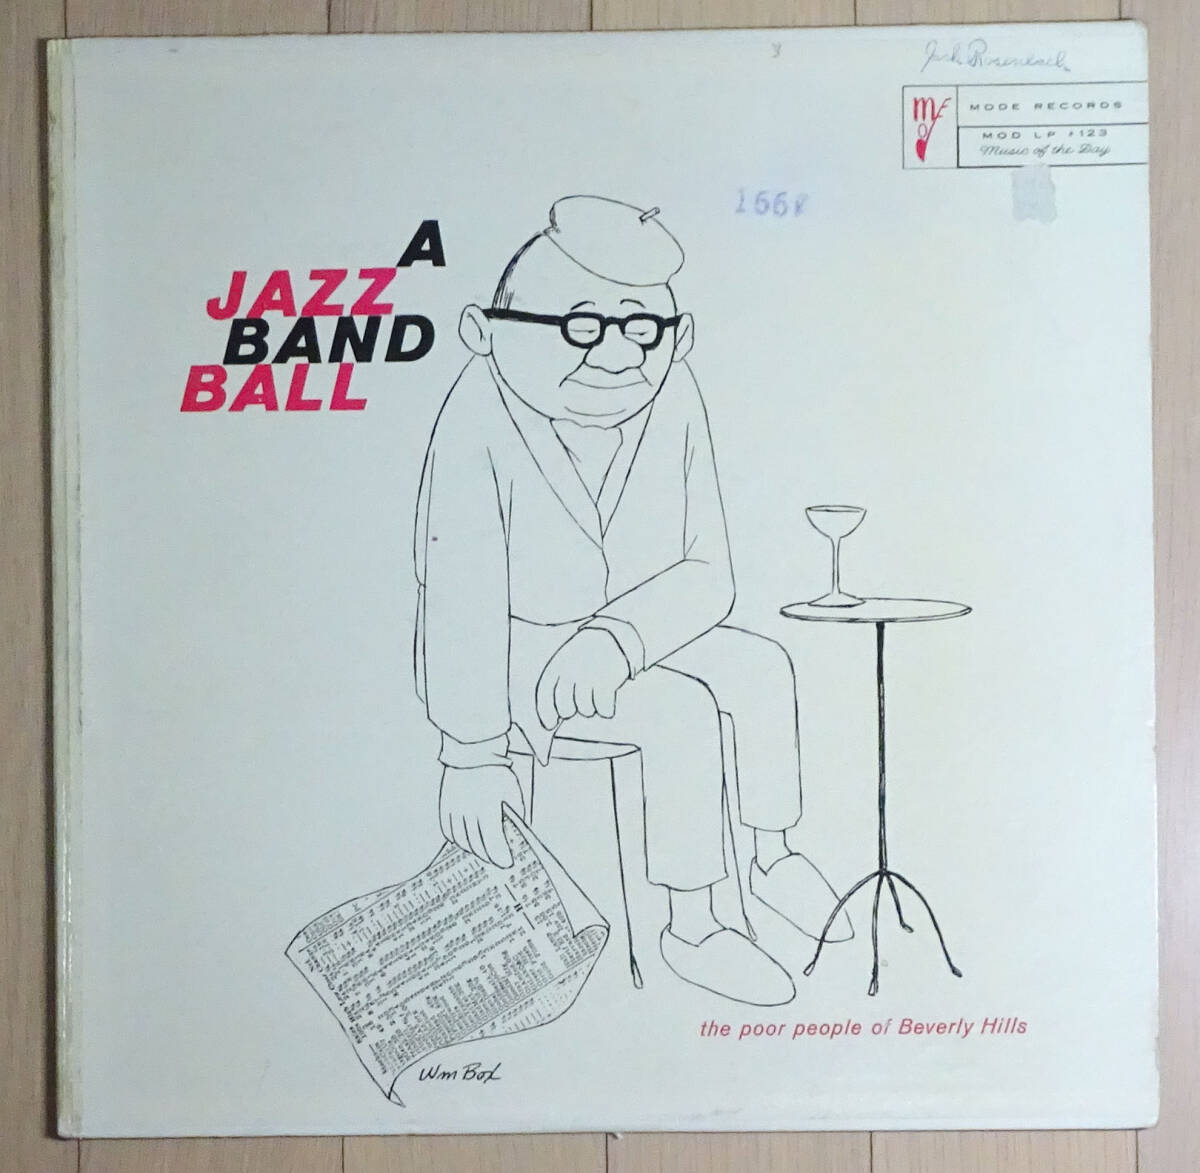 A
JAZZ
BAND
BALL
MODE RECORDS
MOD LP #123
Music of the Day
166
the poor people of Beverly Hills
Wm Box